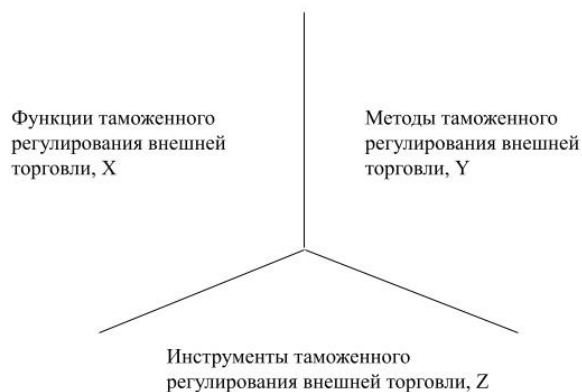 Функции таможенного
регулирования внешней
торговли, X
Методы таможенного
регулирования внешней
торговли, Y
Инструменты таможенного
регулирования внешней торговли, Z